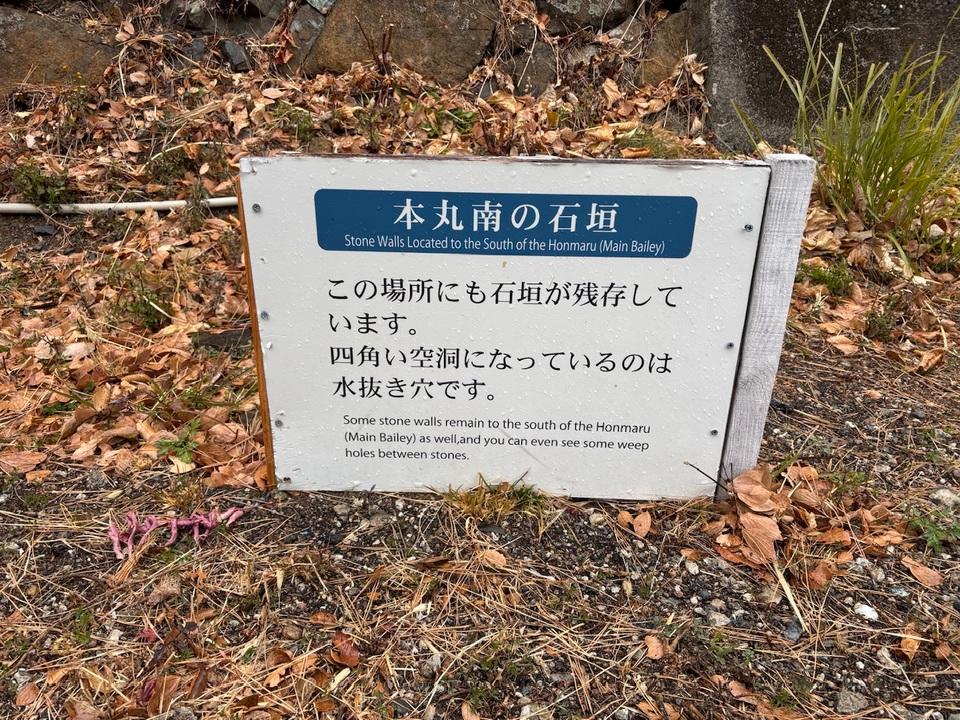 本丸南の石垣
Stone Walls Located to the South of the Honmaru (Main Bailey)
この場所にも石垣が残存して
います。
四角い空洞になっているのは
水抜き穴です。
Some stone walls remain to the south of the Honmaru
(Main Bailey) as well,and you can even see some weep
holes between stones.